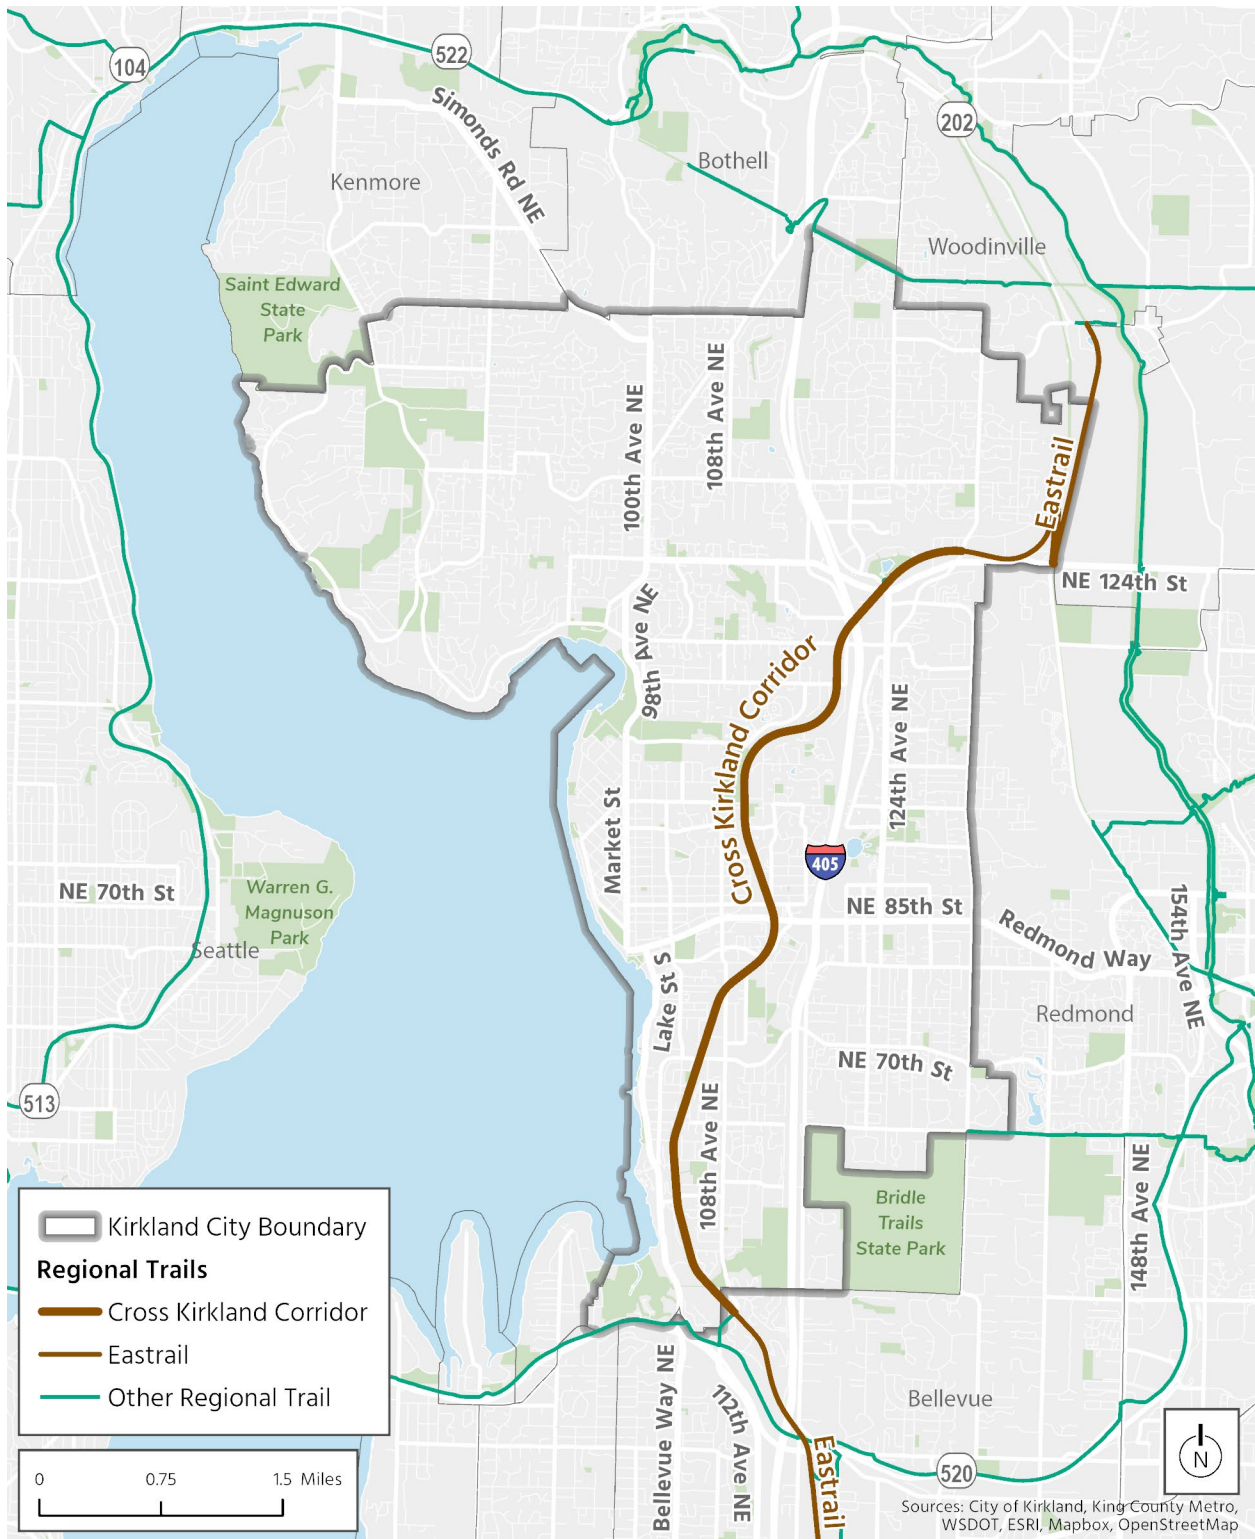 104
522
202
Simonds Rd NE
Bothell
Kenmore
Woodinville
Saint Edward
State
Park
100th Ave NE
108th Ave NE
Eastrail
NE 124th St
98th Ave NE
Cross Kirkland Corridor
124th Ave NE
Market St
405
NE 70th St
Warren G.
Magnuson
Park
Seattle
NE 85th St
154th Ave NE
Redmond Way
Lake St S
Redmond
NE 70th St
513
108th Ave NE
148th Ave NE
Bridle
Trails
State Park
Kirkland City Boundary
Regional Trails
Cross Kirkland Corridor
Eastrail
Other Regional Trail
Bellevue Way NE
112th Ave NE
Bellevue
Eastrail
520
N
0 0.75 1.5 Miles
Sources: City of Kirkland, King County Metro,
WSDOT, ESRI, Mapbox, OpenStreetMap